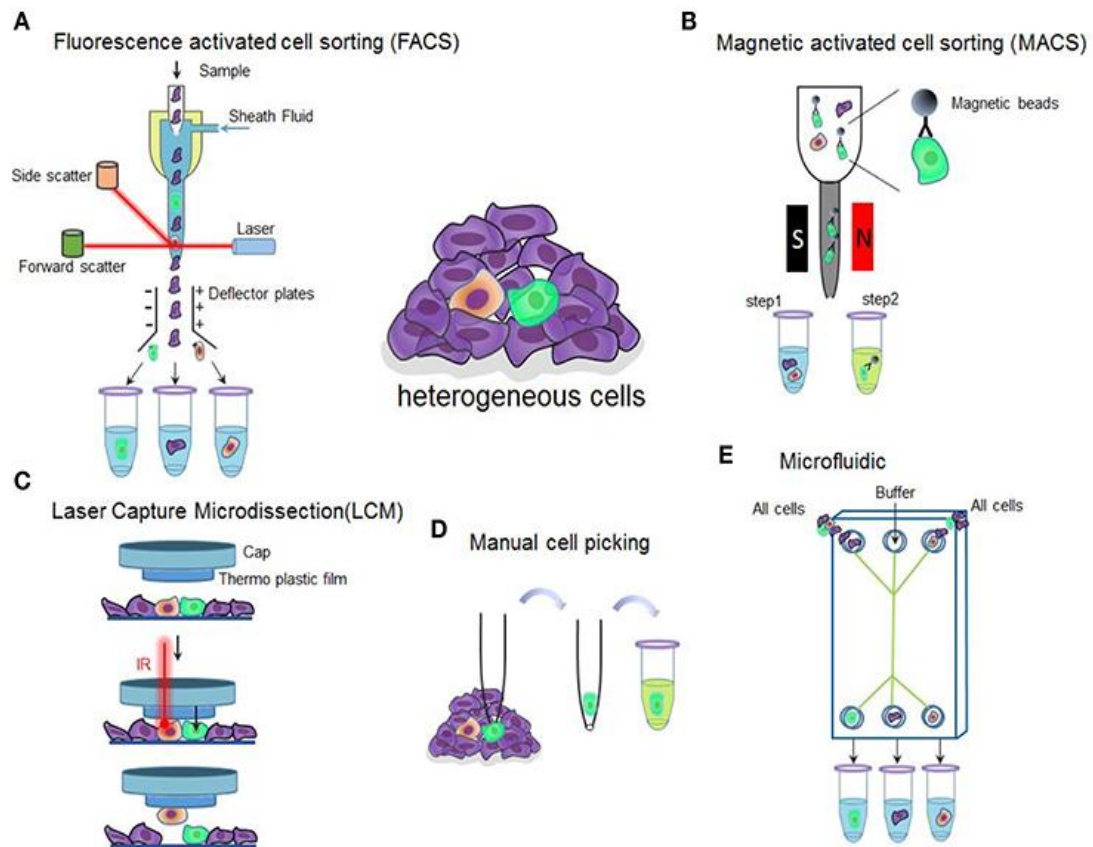 A
Fluorescence activated cell sorting (FACS)
Sample
Sheath Fluid
Side scatter
Laser
Forward scatter
- + Deflector plates
- +
- +
heterogeneous cells
B
Magnetic activated cell sorting (MACS)
Magnetic beads
S N
step1 step2
C
Laser Capture Microdissection(LCM)
Cap
Thermo plastic film
IR
D
Manual cell picking
E
Microfluidic
Buffer
All cells All cells